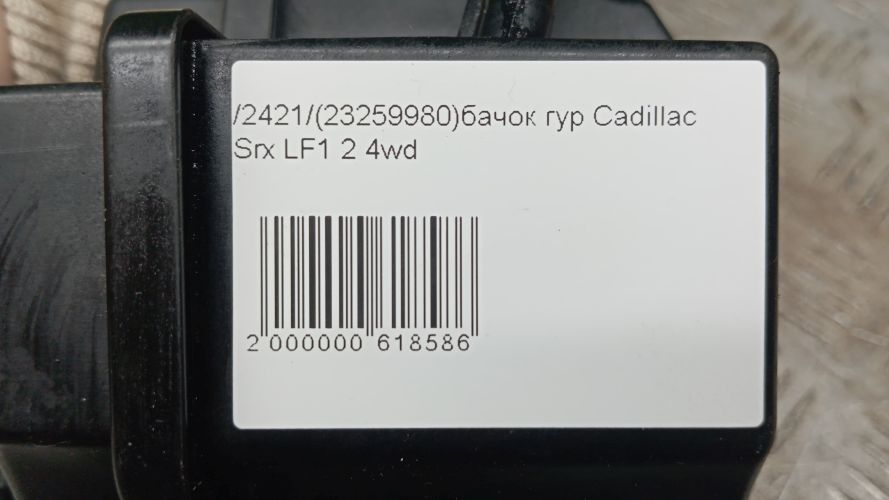 /2421/(23259980)бачок гур Cadillac
Srx LF1 2 4wd
2 000000 618586